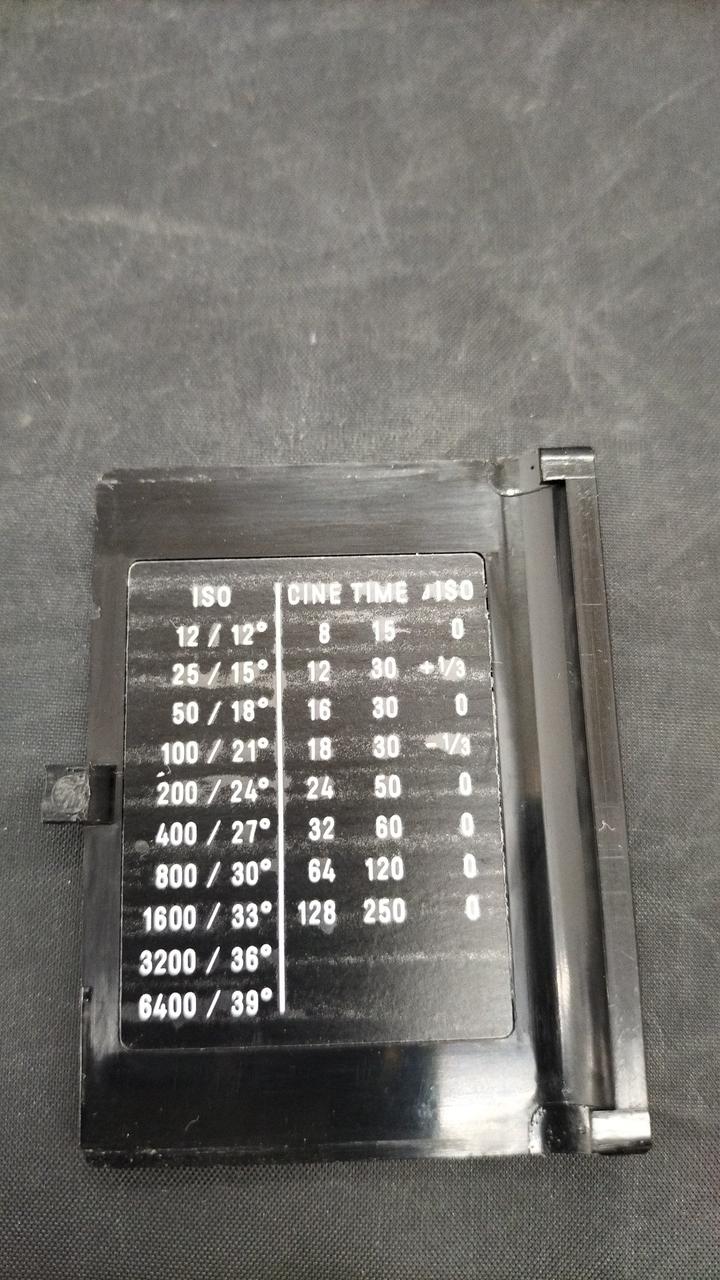 ISO CINE TIME ISO
12 / 12° 8 15 0
25 / 15° 12 30 +1/3
50 / 18° 16 30 0
100 / 21° 18 30 -1/3
200 / 24° 24 50 0
400 / 27° 32 60 0
800 / 30° 64 120 0
1600 / 33° 128 250 0
3200 / 36°
6400 / 39°